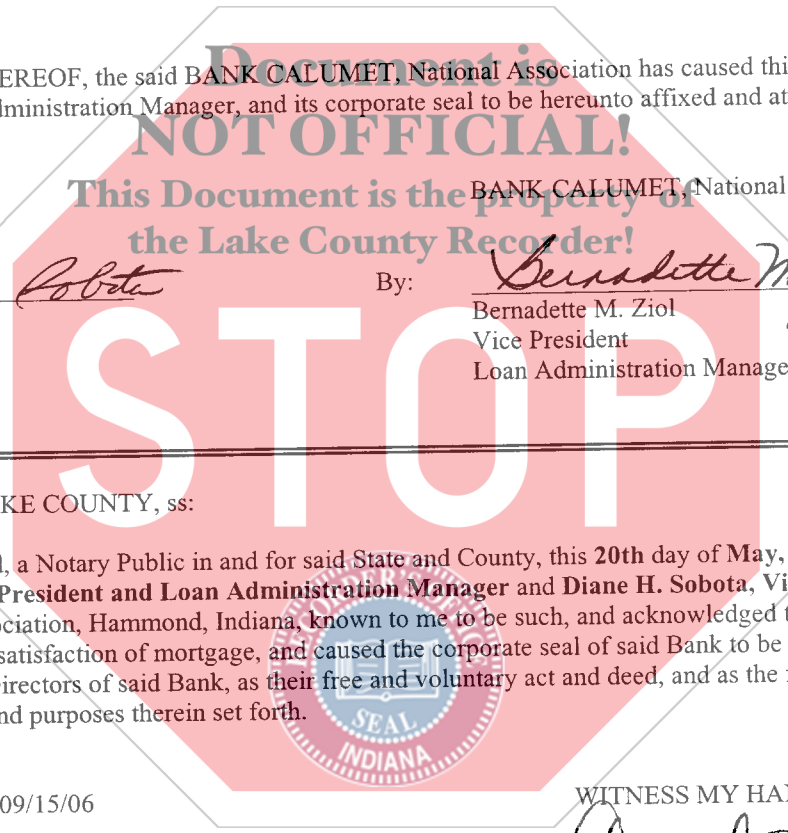 Document is
EREOF, the said BANK CALUMET, National Association has caused thi
dministration Manager, and its corporate seal to be hereunto affixed and at
NOT OFFICIAL!
This Document is the property of
BANK CALUMET, National
the Lake County Recorder!
Sobota
By:
Bernadette M.
Bernadette M. Ziol
Vice President
Loan Administration Manage
STOP
KE COUNTY, ss:
, a Notary Public in and for said State and County, this 20th day of May,
President and Loan Administration Manager and Diane H. Sobota, Vi
ociation, Hammond, Indiana, known to me to be such, and acknowledged t
satisfaction of mortgage, and caused the corporate seal of said Bank to be
irectors of said Bank, as their free and voluntary act and deed, and as the f
nd purposes therein set forth.
RECORDER'S OFFICE
SEAL
INDIANA
09/15/06
WITNESS MY HAN